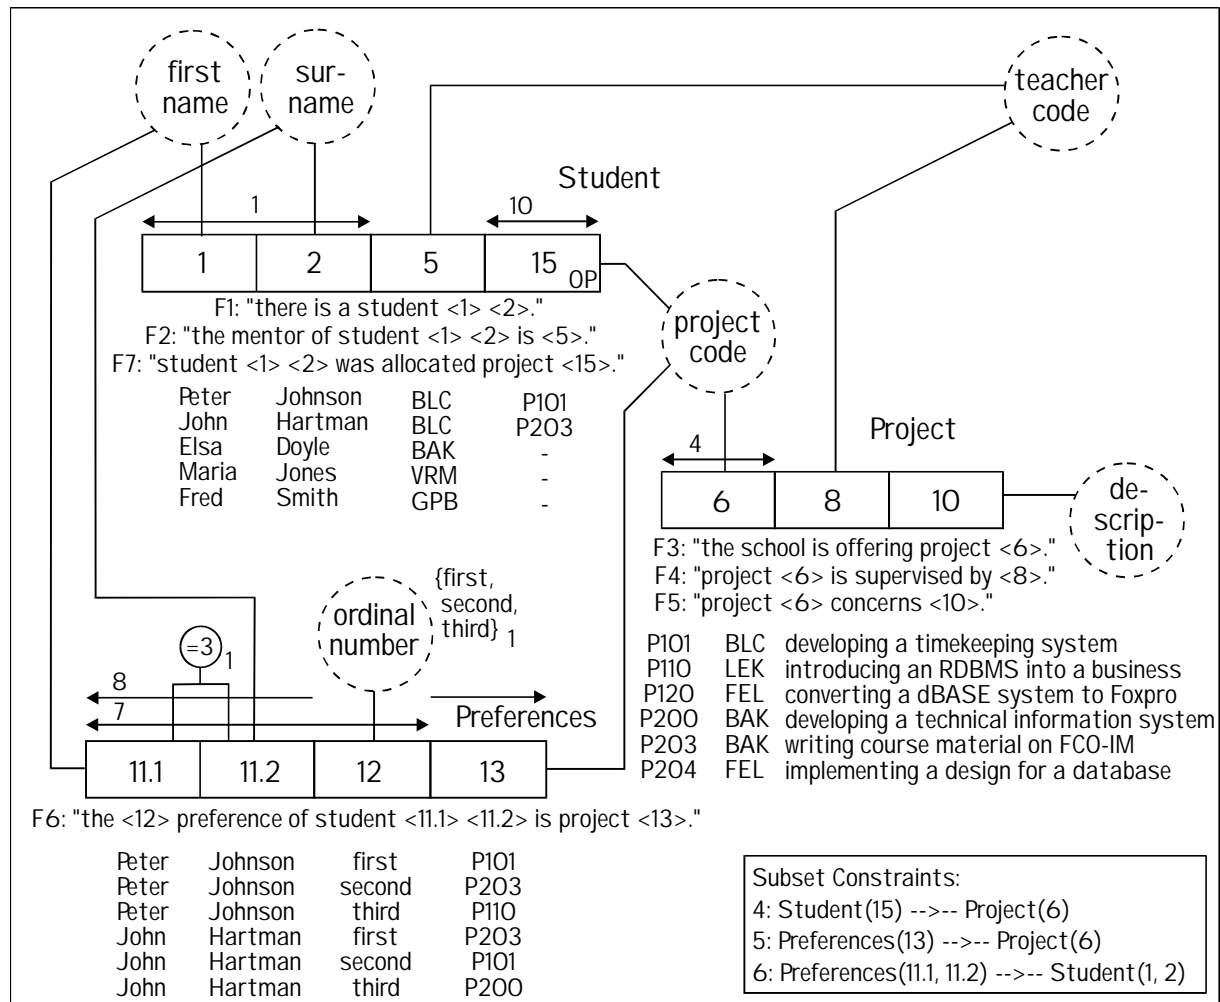 first
name
sur-
name
teacher
code
Student
1
10
1
2
5
15
OP
F1: "there is a student <1> <2>."
F2: "the mentor of student <1> <2> is <5>."
F7: "student <1> <2> was allocated project <15>."
Peter Johnson BLC P101
John Hartman BLC P203
Elsa Doyle BAK -
Maria Jones VRM -
Fred Smith GPB -
project
code
Project
4
6
8
10
de-
scrip-
tion
F3: "the school is offering project <6>."
F4: "project <6> is supervised by <8>."
F5: "project <6> concerns <10>."
P101 BLC developing a timekeeping system
P110 LEK introducing an RDBMS into a business
P120 FEL converting a dBASE system to Foxpro
P200 BAK developing a technical information system
P203 BAK writing course material on FCO-IM
P204 FEL implementing a design for a database
ordinal
number
{first,
second,
third} 1
=3 1
8
7
Preferences
11.1
11.2
12
13
F6: "the <12> preference of student <11.1> <11.2> is project <13>."
Peter Johnson first P101
Peter Johnson second P203
Peter Johnson third P110
John Hartman first P203
John Hartman second P101
John Hartman third P200
Subset Constraints:
4: Student(15) -->-- Project(6)
5: Preferences(13) -->-- Project(6)
6: Preferences(11.1, 11.2) -->-- Student(1, 2)